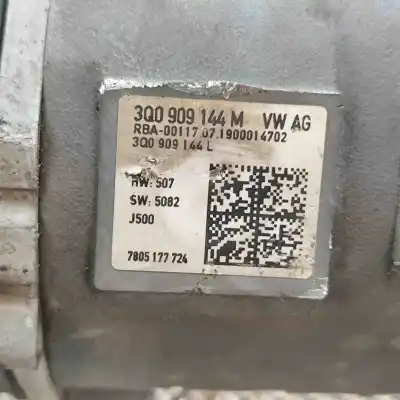 3Q0 909 144 M VW AG
RBA-00117 07.1900014702
3Q0 909 144 L
HW: 507
SW: 5082
J500
7805 177 724